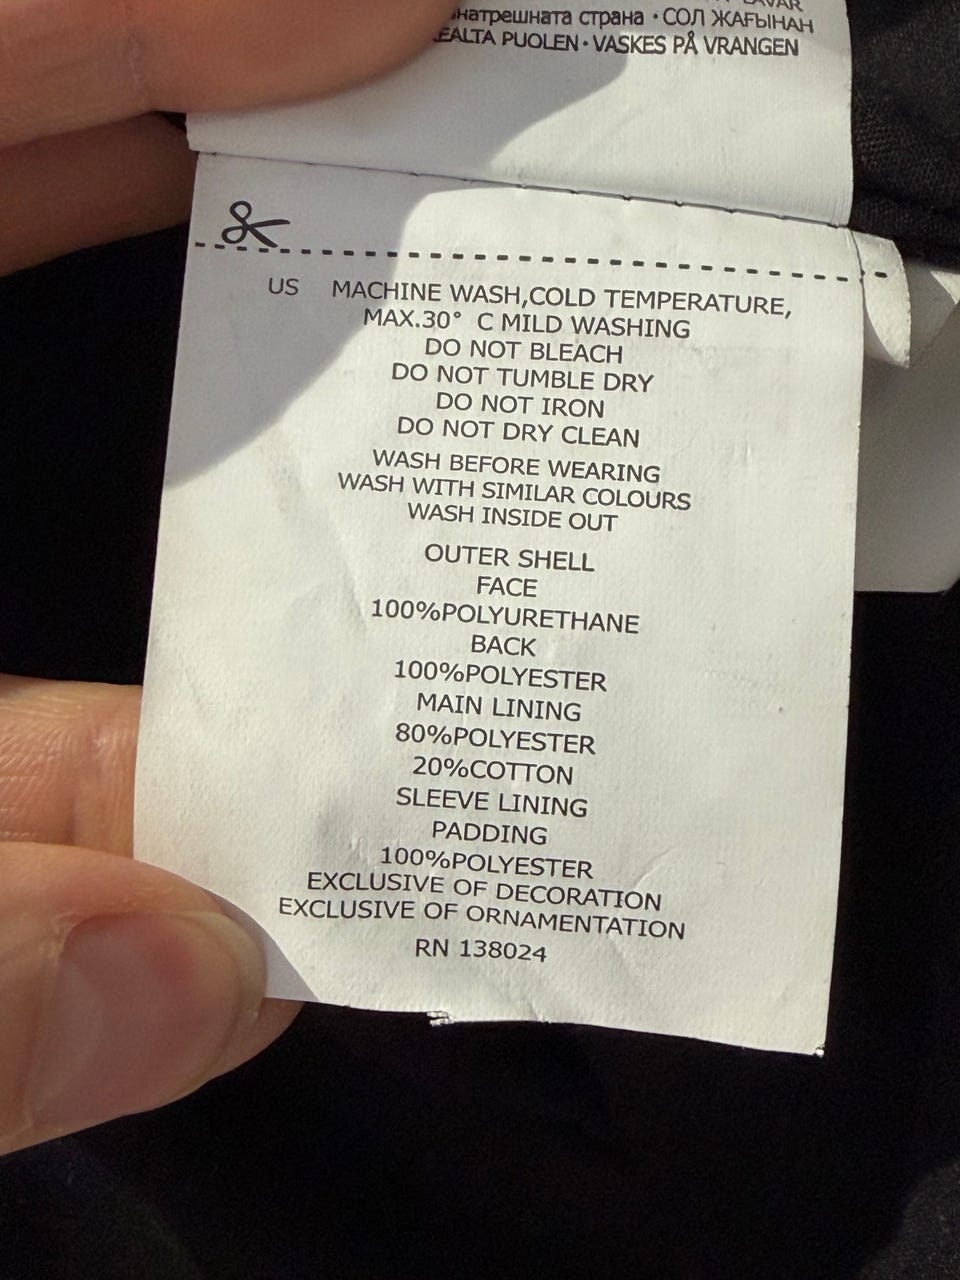 натрешната страна · СОЛ ЖАҒЫНАН
PUOLEN · VASKES PÅ VRANGEN
US MACHINE WASH,COLD TEMPERATURE,
MAX.30° C MILD WASHING
DO NOT BLEACH
DO NOT TUMBLE DRY
DO NOT IRON
DO NOT DRY CLEAN
WASH BEFORE WEARING
WASH WITH SIMILAR COLOURS
WASH INSIDE OUT
OUTER SHELL
FACE
100%POLYURETHANE
BACK
100%POLYESTER
MAIN LINING
80%POLYESTER
20%COTTON
SLEEVE LINING
PADDING
100%POLYESTER
EXCLUSIVE OF DECORATION
EXCLUSIVE OF ORNAMENTATION
RN 138024